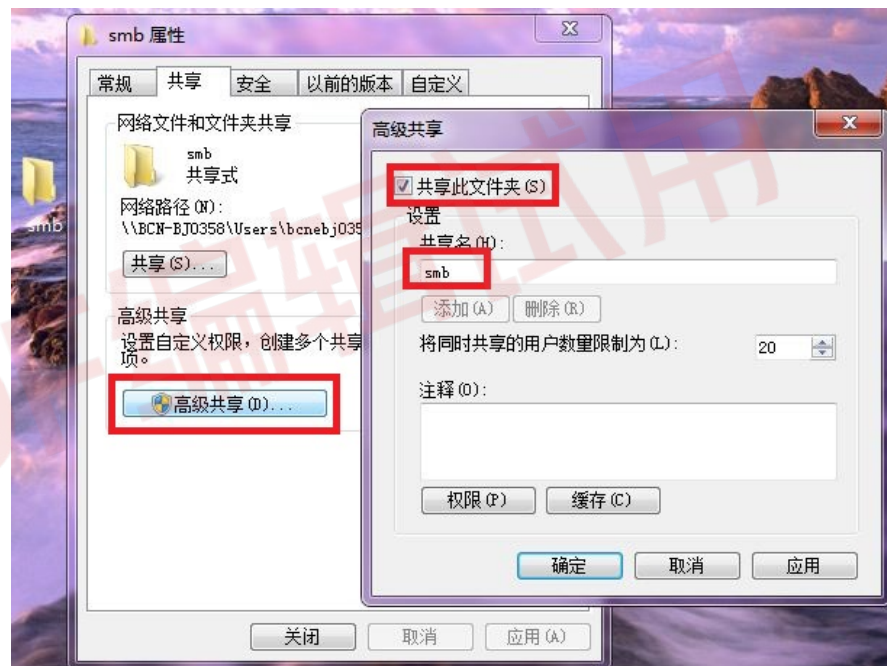 smb
smb 属性
常规 共享 安全 以前的版本 自定义
网络文件和文件夹共享
smb
共享式
网络路径(N):
\\BCN-BJ0358\Users\bcnebj035
共享(S)...
高级共享
设置自定义权限，创建多个共享
项。
高级共享(D)...
关闭 取消 应用(A)
高级共享
共享此文件夹(S)
设置
共享名(H):
smb
添加(A) 删除(R)
将同时共享的用户数量限制为(L): 20
注释(O):
权限(P) 缓存(C)
确定 取消 应用
编辑试用